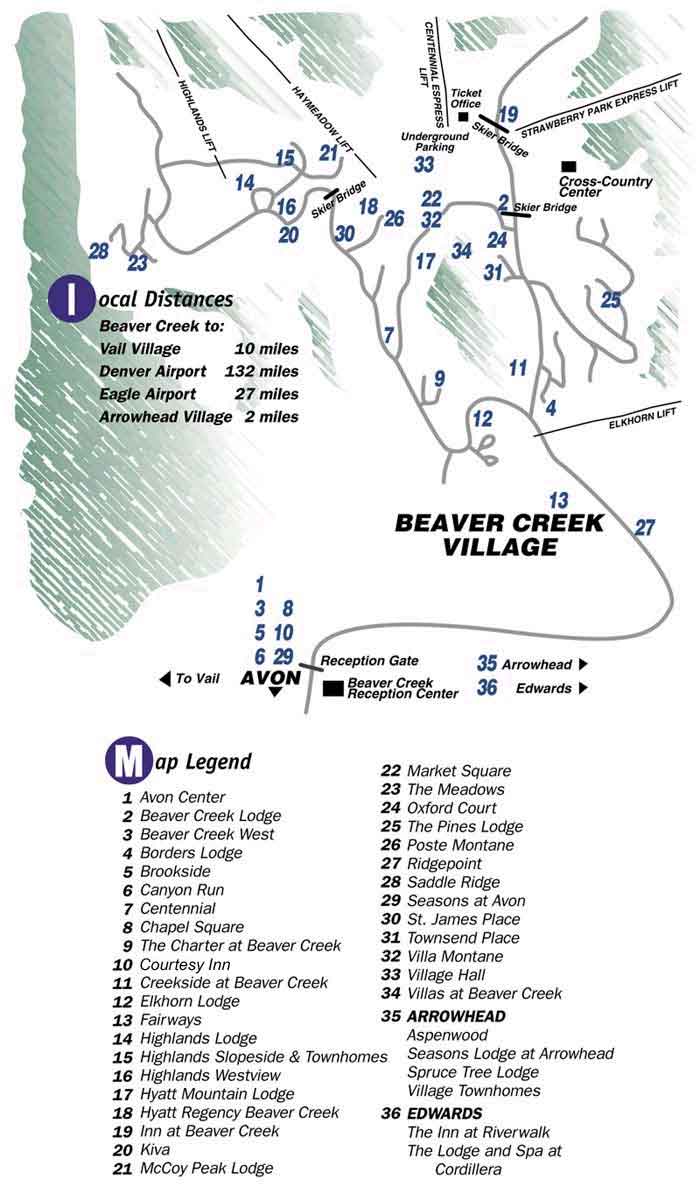 HIGHLANDS LIFT
HAYMEADOW LIFT
CENTENNIAL ESPRESS
LIFT
Ticket
Office
19
STRAWBERRY PARK EXPRESS LIFT
Skier Bridge
Underground
Parking
33
15
21
14
16
Skier Bridge
18
26
20
30
22
32
2
Skier Bridge
Cross-Country
Center
24
34
17
31
25
28
23
7
9
11
12
4
ELKHORN LIFT
Local Distances
Beaver Creek to:
Vail Village 10 miles
Denver Airport 132 miles
Eagle Airport 27 miles
Arrowhead Village 2 miles
13
27
BEAVER CREEK
VILLAGE
1
3 8
5 10
6 29
To Vail
AVON
Reception Gate
Beaver Creek
Reception Center
35 Arrowhead
36 Edwards
Map Legend
1 Avon Center
2 Beaver Creek Lodge
3 Beaver Creek West
4 Borders Lodge
5 Brookside
6 Canyon Run
7 Centennial
8 Chapel Square
9 The Charter at Beaver Creek
10 Courtesy Inn
11 Creekside at Beaver Creek
12 Elkhorn Lodge
13 Fairways
14 Highlands Lodge
15 Highlands Slopeside & Townhomes
16 Highlands Westview
17 Hyatt Mountain Lodge
18 Hyatt Regency Beaver Creek
19 Inn at Beaver Creek
20 Kiva
21 McCoy Peak Lodge
22 Market Square
23 The Meadows
24 Oxford Court
25 The Pines Lodge
26 Poste Montane
27 Ridgepoint
28 Saddle Ridge
29 Seasons at Avon
30 St. James Place
31 Townsend Place
32 Villa Montane
33 Village Hall
34 Villas at Beaver Creek
35 ARROWHEAD
Aspenwood
Seasons Lodge at Arrowhead
Spruce Tree Lodge
Village Townhomes
36 EDWARDS
The Inn at Riverwalk
The Lodge and Spa at
Cordillera